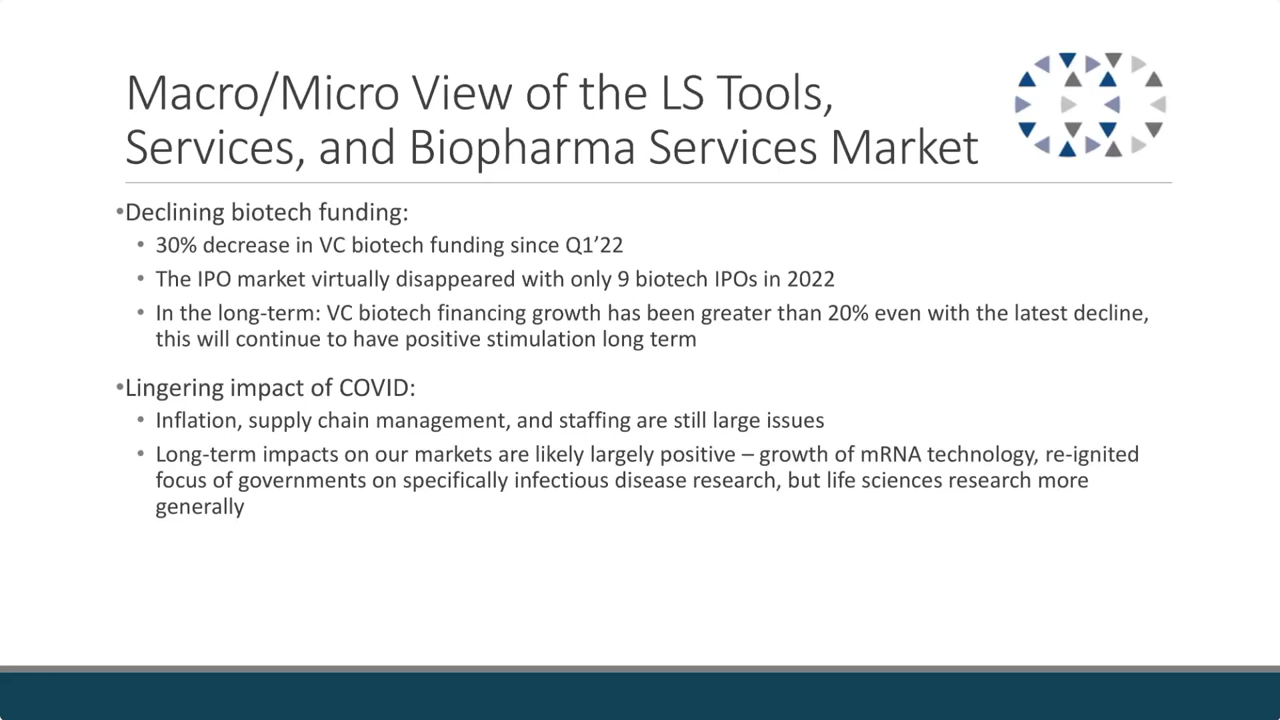 Macro/Micro View of the LS Tools,
Services, and Biopharma Services Market
•Declining biotech funding:
• 30% decrease in VC biotech funding since Q1’22
• The IPO market virtually disappeared with only 9 biotech IPOs in 2022
• In the long-term: VC biotech financing growth has been greater than 20% even with the latest decline,
this will continue to have positive stimulation long term
•Lingering impact of COVID:
• Inflation, supply chain management, and staffing are still large issues
• Long-term impacts on our markets are likely largely positive – growth of mRNA technology, re-ignited
focus of governments on specifically infectious disease research, but life sciences research more
generally